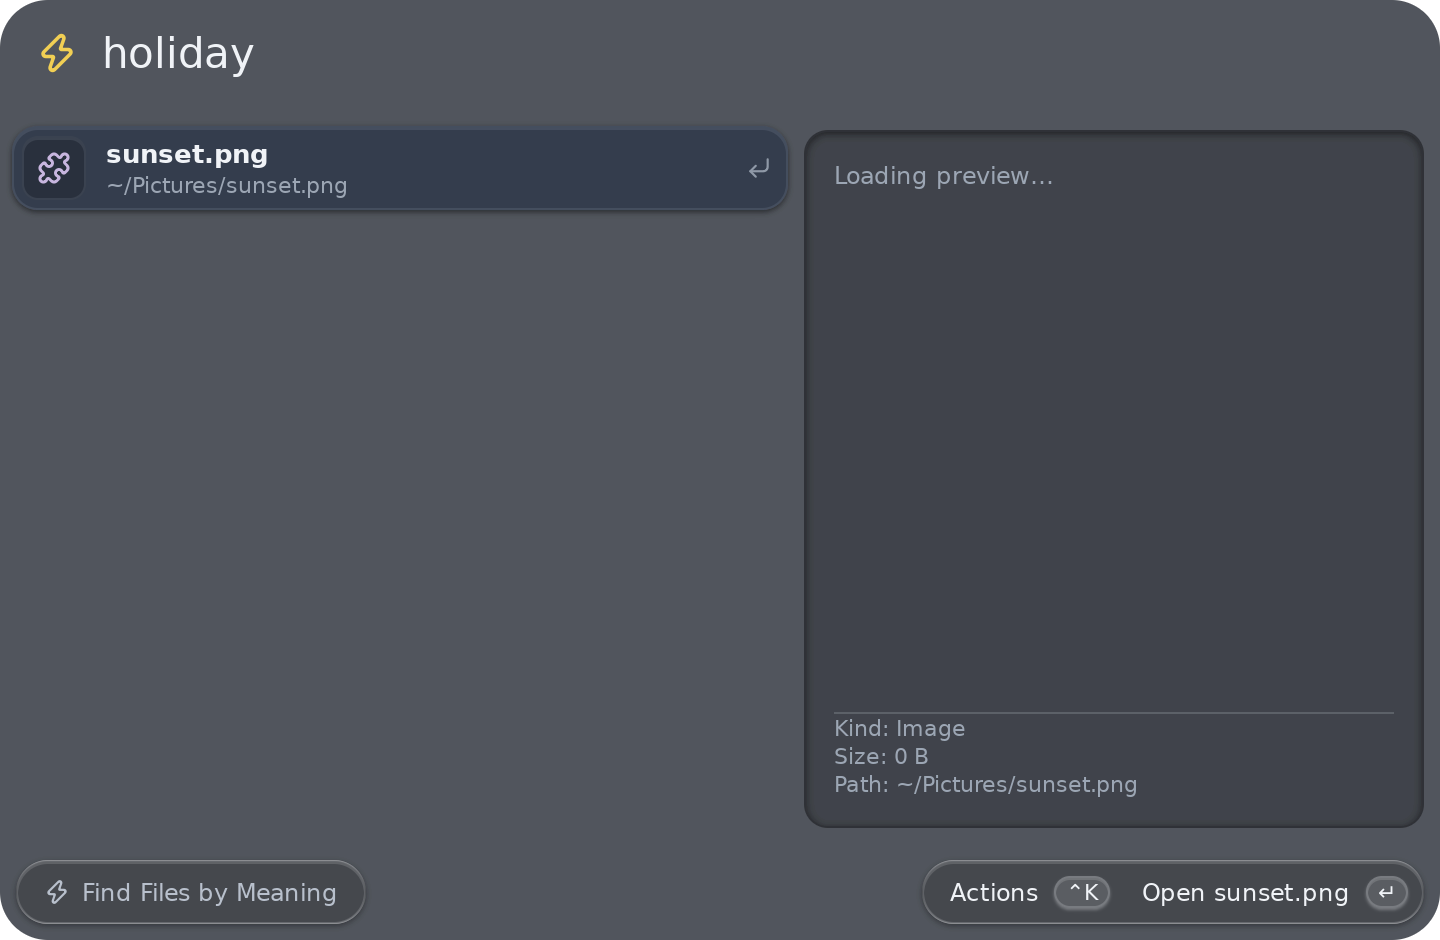 holiday
sunset.png
~/Pictures/sunset.png
Loading preview...
Kind: Image
Size: 0 B
Path: ~/Pictures/sunset.png
Find Files by Meaning
Actions ^K Open sunset.png ↵